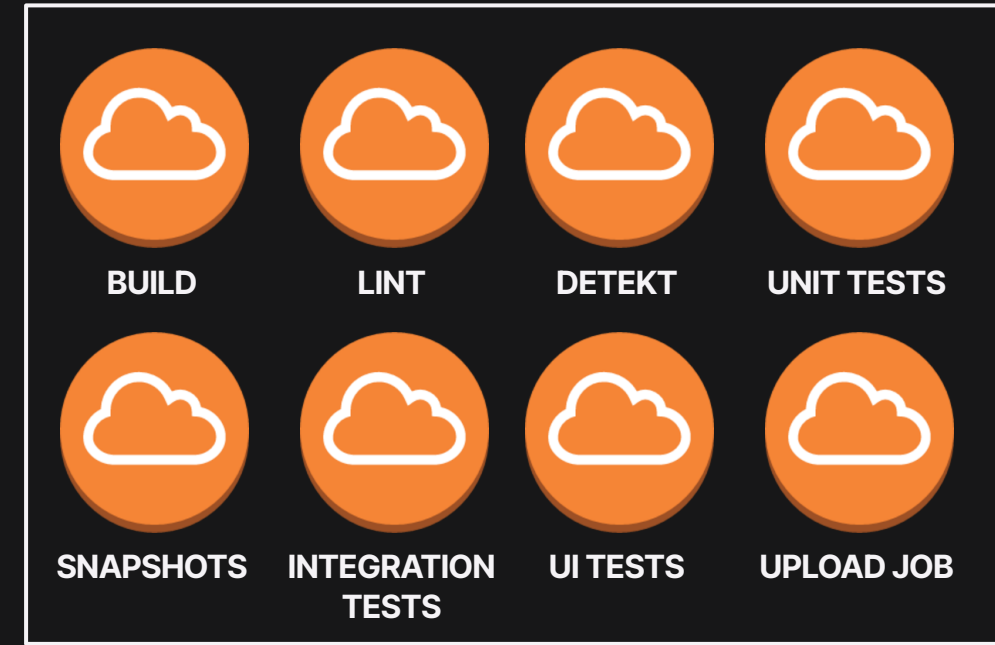 BUILD
LINT
DETEKT
UNIT TESTS
SNAPSHOTS
INTEGRATION
TESTS
UI TESTS
UPLOAD JOB